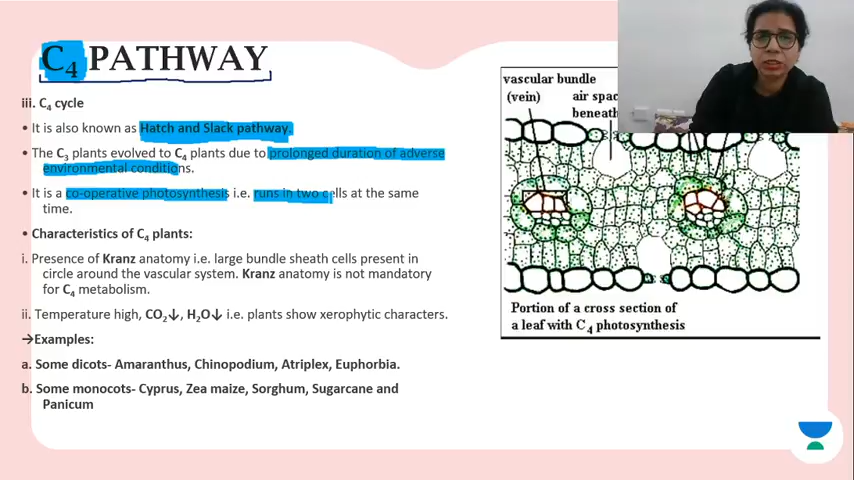 C₄ PATHWAY
iii. C₄ cycle
• It is also known as Hatch and Slack pathway.
• The C₃ plants evolved to C₄ plants due to prolonged duration of adverse
environmental conditions.
• It is a co-operative photosynthesis i.e. runs in two cells at the same
time.
• Characteristics of C₄ plants:
i. Presence of Kranz anatomy i.e. large bundle sheath cells present in
circle around the vascular system. Kranz anatomy is not mandatory
for C₄ metabolism.
ii. Temperature high, CO₂↓, H₂O↓ i.e. plants show xerophytic characters.
→Examples:
a. Some dicots- Amaranthus, Chinopodium, Atriplex, Euphorbia.
b. Some monocots- Cyprus, Zea maize, Sorghum, Sugarcane and
Panicum
vascular bundle
(vein)
air spac
beneath
Portion of a cross section of
a leaf with C₄ photosynthesis